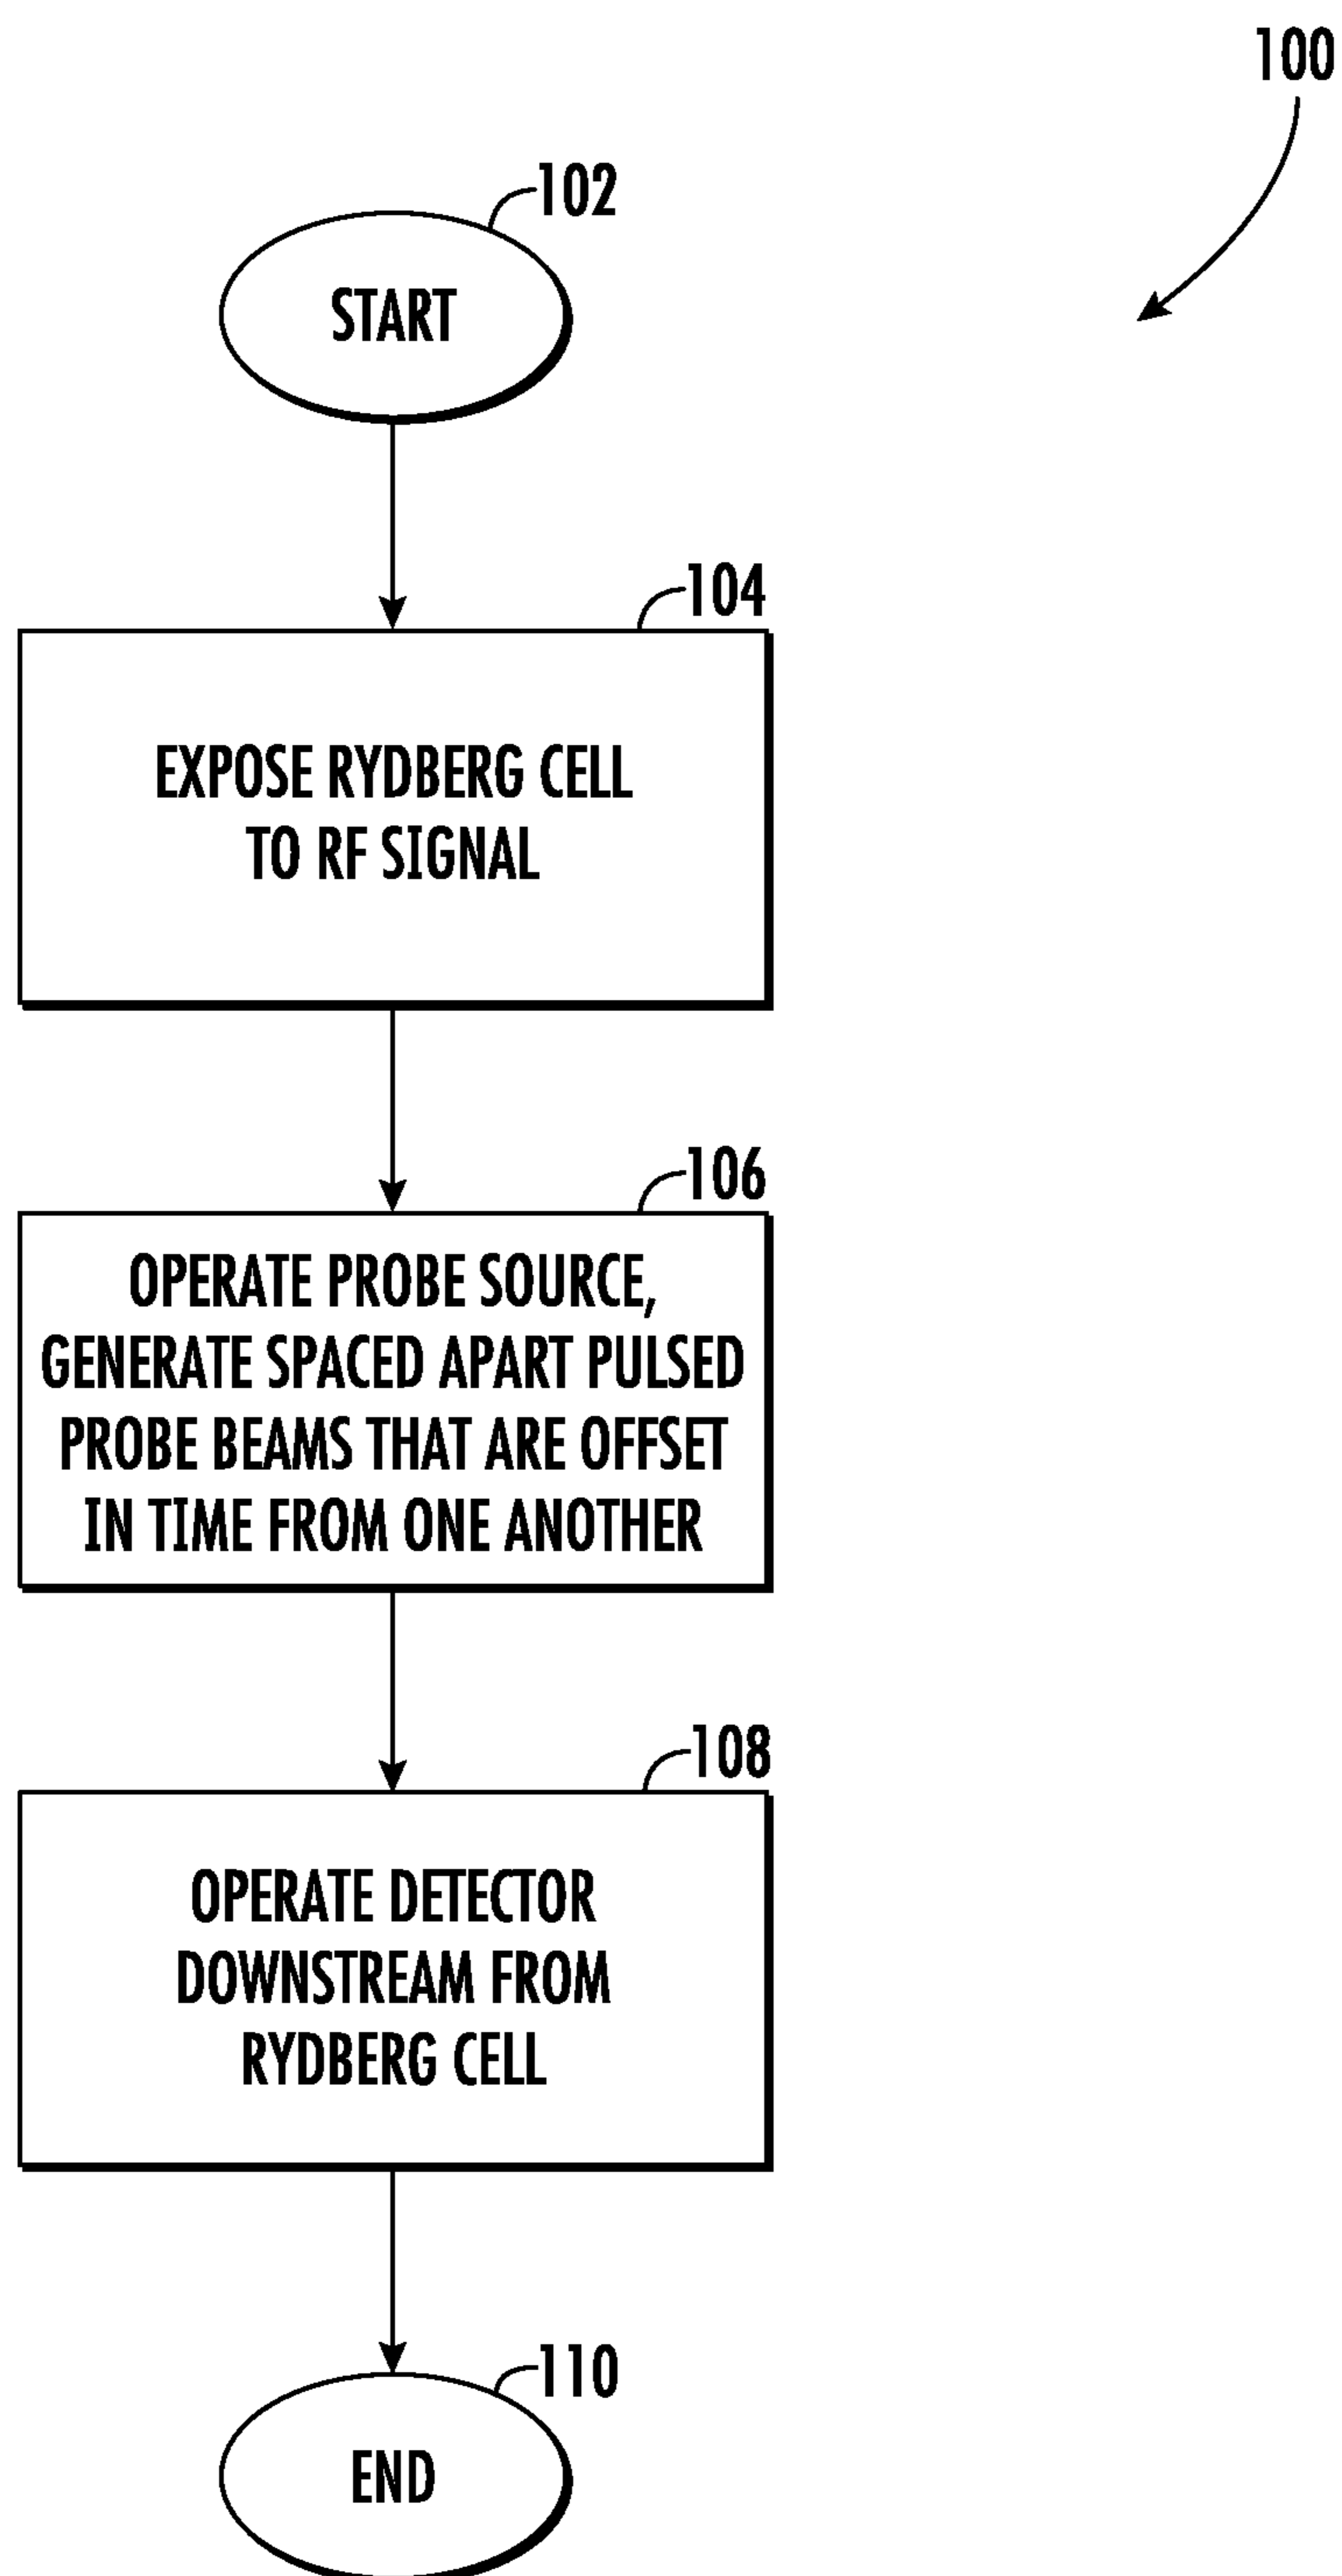 100
102
START
104
EXPOSE RYDBERG CELL
TO RF SIGNAL
106
OPERATE PROBE SOURCE,
GENERATE SPACED APART PULSED
PROBE BEAMS THAT ARE OFFSET
IN TIME FROM ONE ANOTHER
108
OPERATE DETECTOR
DOWNSTREAM FROM
RYDBERG CELL
110
END